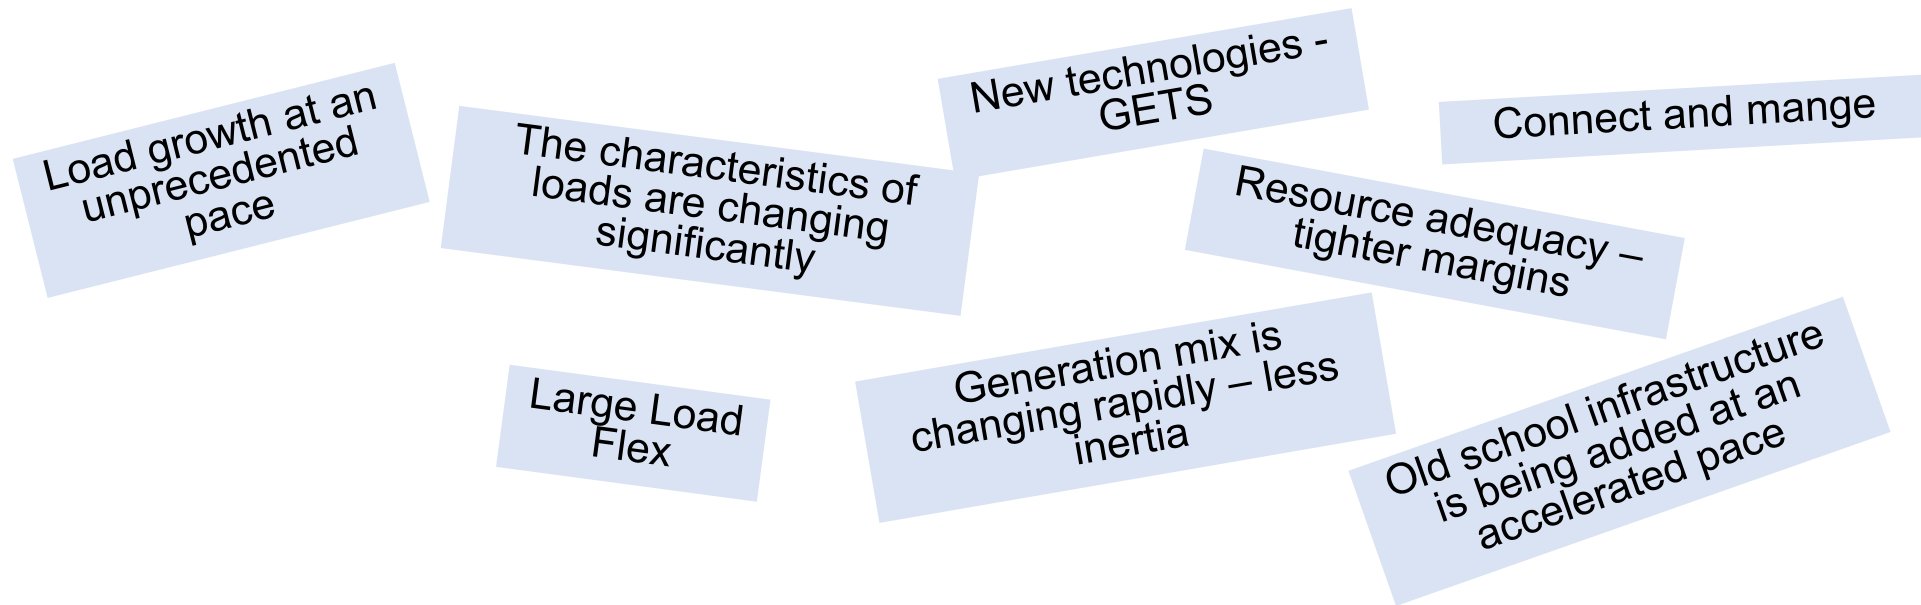 Load growth at an
unprecedented
pace
The characteristics of
loads are changing
significantly
New technologies -
GETS
Connect and mange
Resource adequacy –
tighter margins
Large Load
Flex
Generation mix is
changing rapidly – less
inertia
Old school infrastructure
is being added at an
accelerated pace